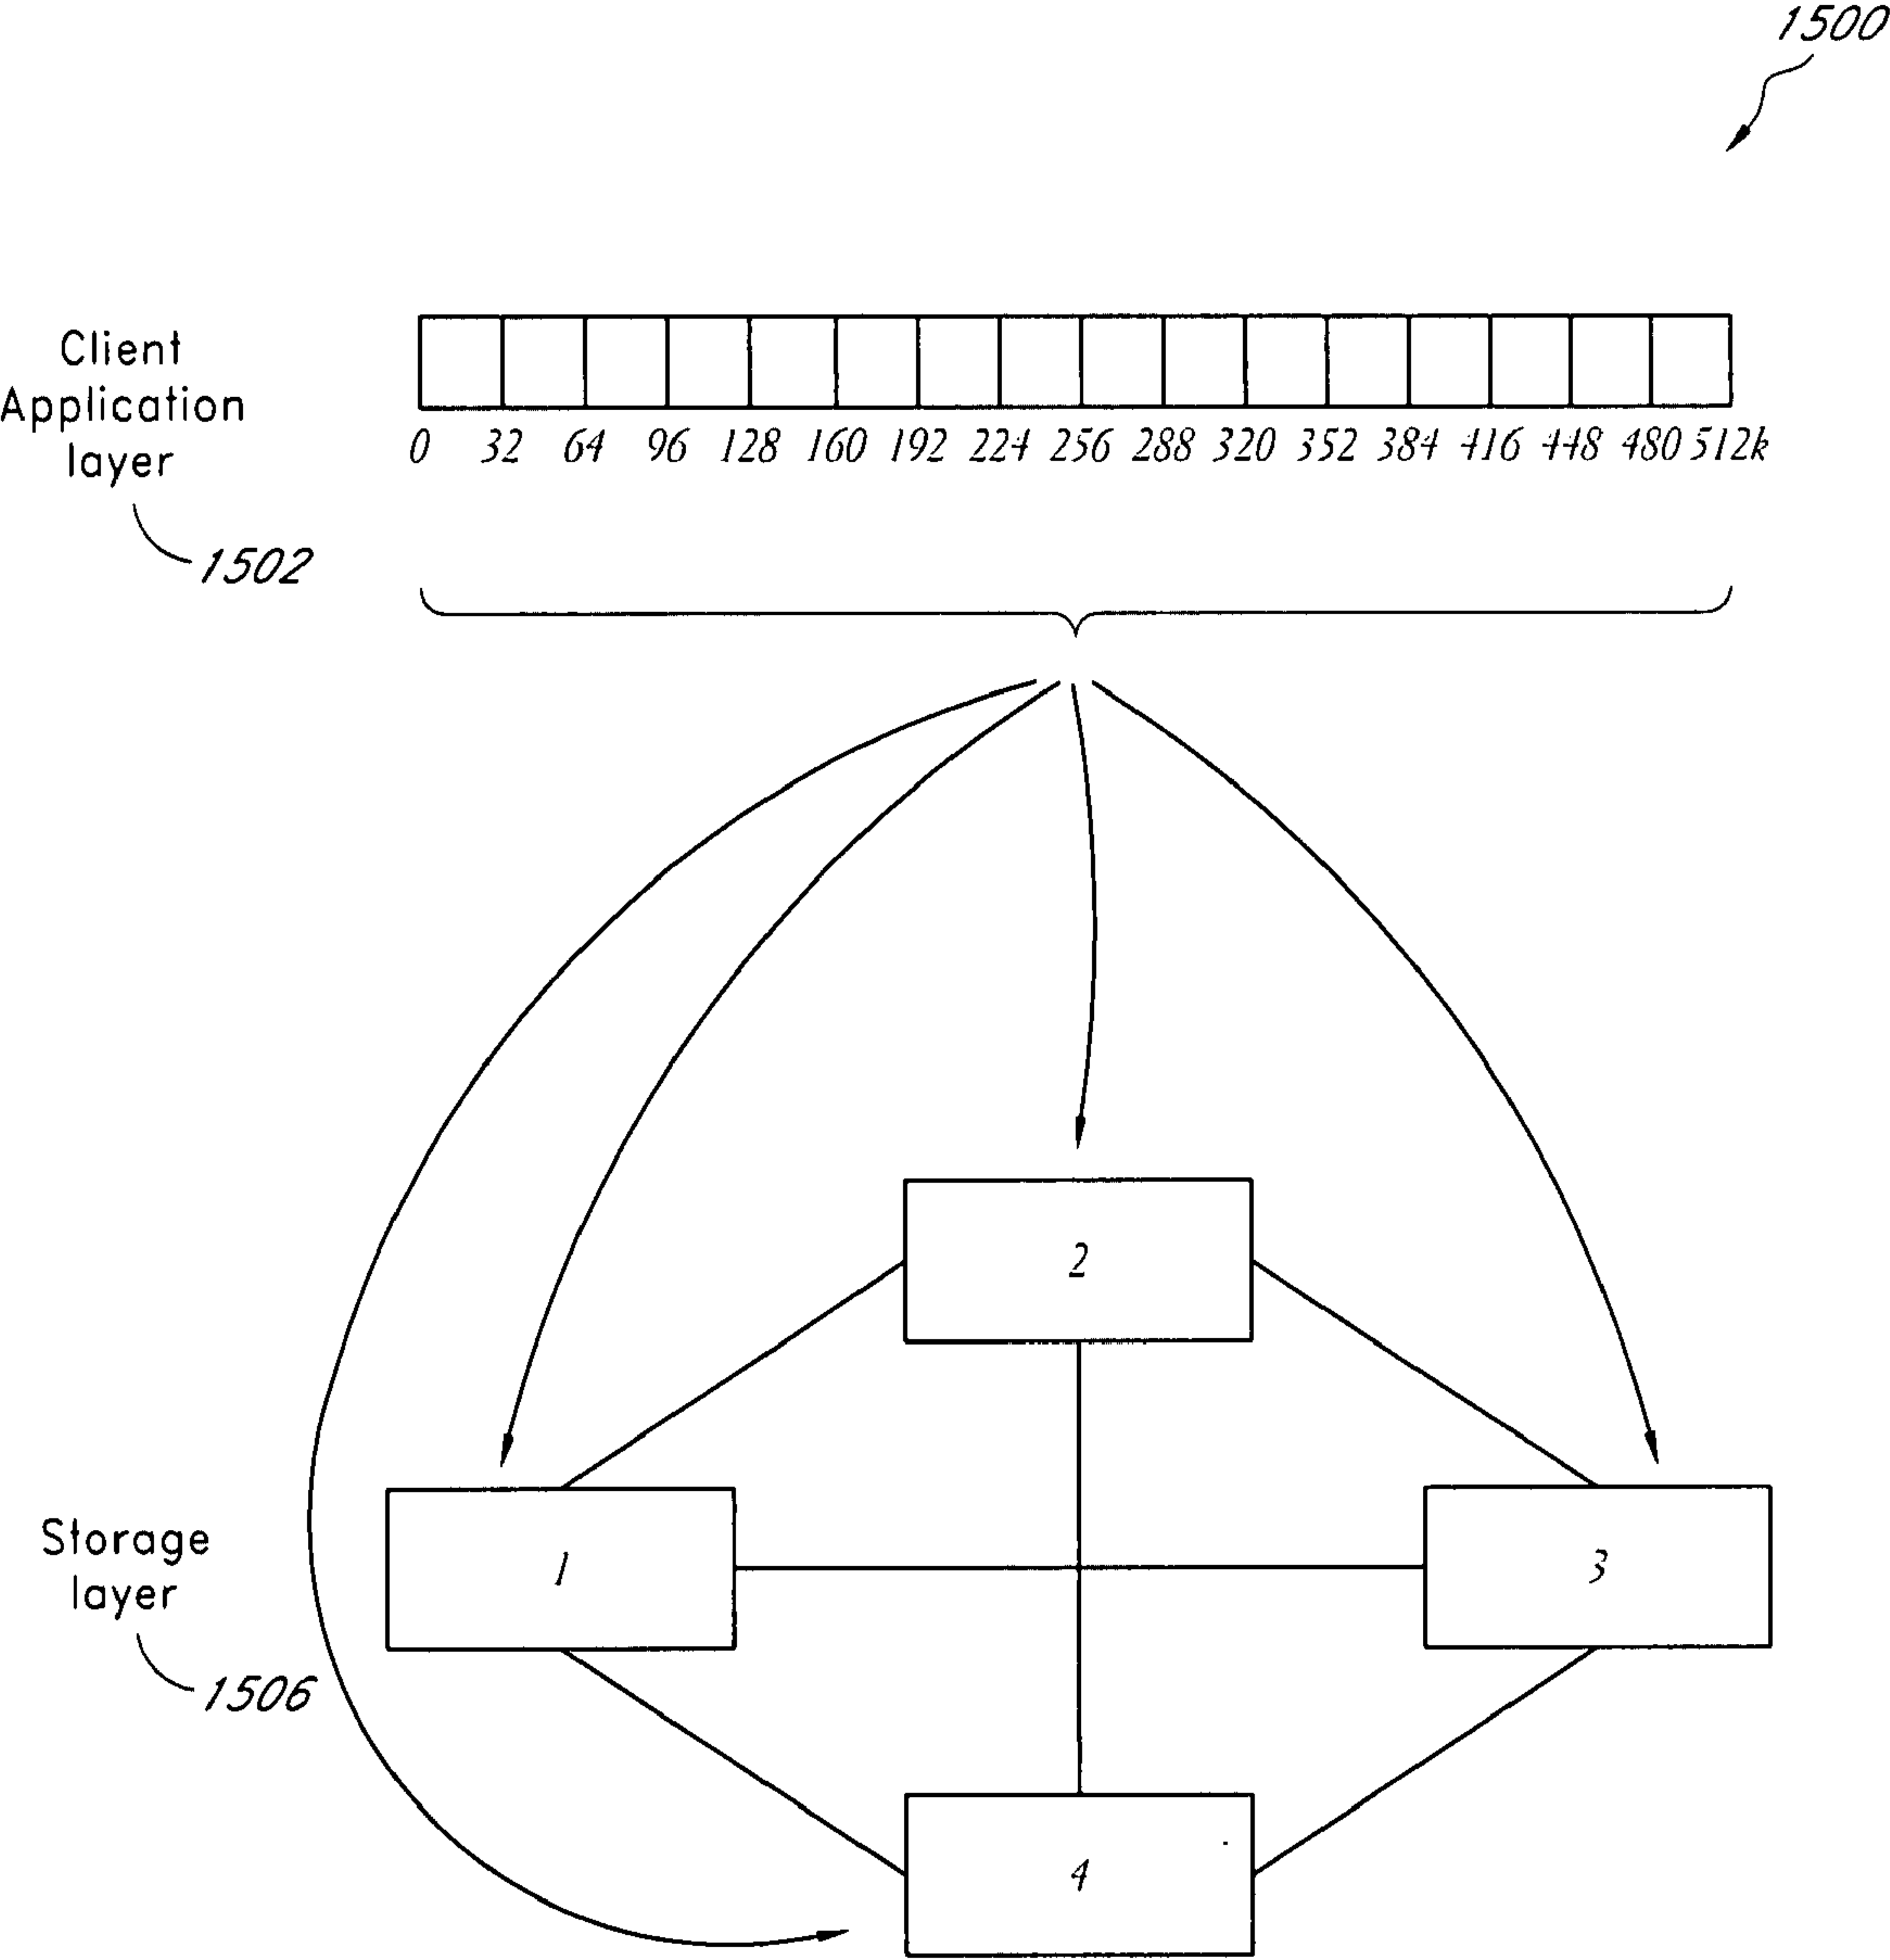 1500
Client
Application
layer
0 32 64 96 128 160 192 224 256 288 320 352 384 416 448 480 512k
1502
2
1
3
Storage
layer
1506
4